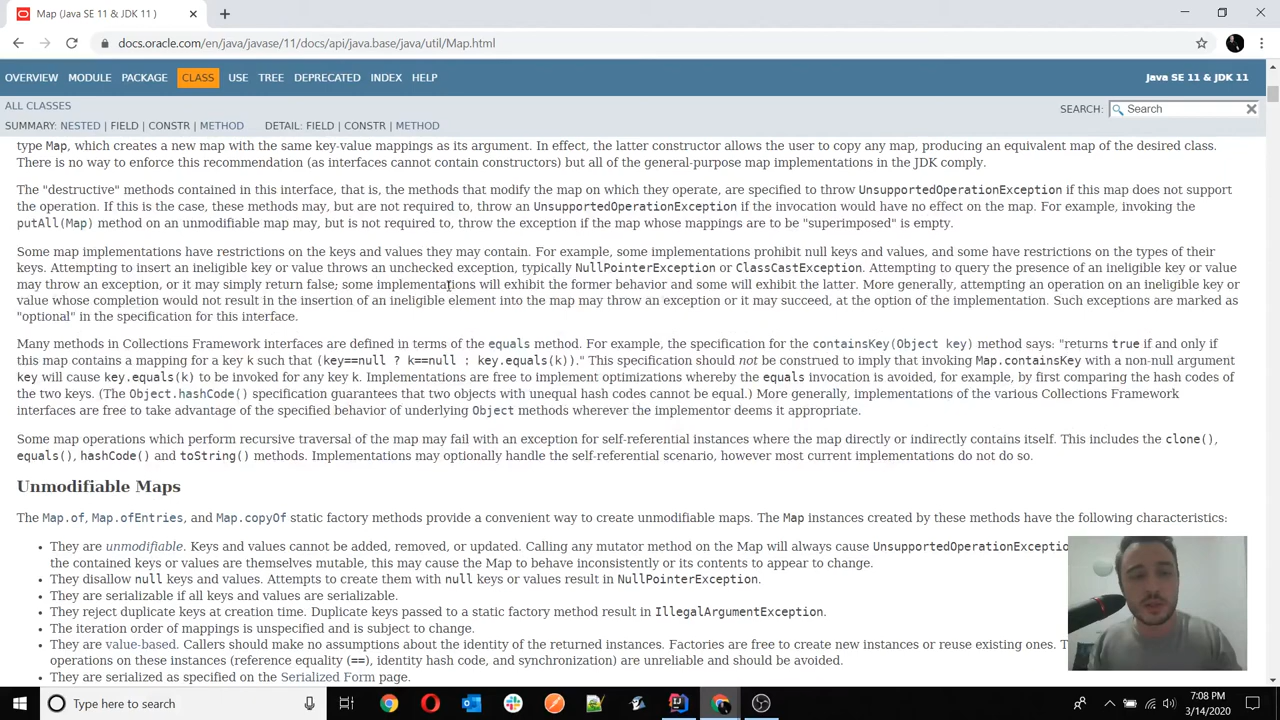 Map (Java SE 11 & JDK 11 )
docs.oracle.com/en/java/javase/11/docs/api/java.base/java/util/Map.html
OVERVIEW MODULE PACKAGE CLASS USE TREE DEPRECATED INDEX HELP
Java SE 11 & JDK 11
ALL CLASSES
SEARCH: Search
SUMMARY: NESTED | FIELD | CONSTR | METHOD DETAIL: FIELD | CONSTR | METHOD
type Map, which creates a new map with the same key-value mappings as its argument. In effect, the latter constructor allows the user to copy any map, producing an equivalent map of the desired class.
There is no way to enforce this recommendation (as interfaces cannot contain constructors) but all of the general-purpose map implementations in the JDK comply.
The "destructive" methods contained in this interface, that is, the methods that modify the map on which they operate, are specified to throw UnsupportedOperationException if this map does not support
the operation. If this is the case, these methods may, but are not required to, throw an UnsupportedOperationException if the invocation would have no effect on the map. For example, invoking the
putAll(Map) method on an unmodifiable map may, but is not required to, throw the exception if the map whose mappings are to be "superimposed" is empty.
Some map implementations have restrictions on the keys and values they may contain. For example, some implementations prohibit null keys and values, and some have restrictions on the types of their
keys. Attempting to insert an ineligible key or value throws an unchecked exception, typically NullPointerException or ClassCastException. Attempting to query the presence of an ineligible key or value
may throw an exception, or it may simply return false; some implementations will exhibit the former behavior and some will exhibit the latter. More generally, attempting an operation on an ineligible key or
value whose completion would not result in the insertion of an ineligible element into the map may throw an exception or it may succeed, at the option of the implementation. Such exceptions are marked as
"optional" in the specification for this interface.
Many methods in Collections Framework interfaces are defined in terms of the equals method. For example, the specification for the containsKey(Object key) method says: "returns true if and only if
this map contains a mapping for a key k such that (key==null ? k==null : key.equals(k))." This specification should not be construed to imply that invoking Map.containsKey with a non-null argument
key will cause key.equals(k) to be invoked for any key k. Implementations are free to implement optimizations whereby the equals invocation is avoided, for example, by first comparing the hash codes of
the two keys. (The Object.hashCode() specification guarantees that two objects with unequal hash codes cannot be equal.) More generally, implementations of the various Collections Framework
interfaces are free to take advantage of the specified behavior of underlying Object methods wherever the implementor deems it appropriate.
Some map operations which perform recursive traversal of the map may fail with an exception for self-referential instances where the map directly or indirectly contains itself. This includes the clone(),
equals(), hashCode() and toString() methods. Implementations may optionally handle the self-referential scenario, however most current implementations do not do so.
Unmodifiable Maps
The Map.of, Map.ofEntries, and Map.copyOf static factory methods provide a convenient way to create unmodifiable maps. The Map instances created by these methods have the following characteristics:
• They are unmodifiable. Keys and values cannot be added, removed, or updated. Calling any mutator method on the Map will always cause UnsupportedOperationExceptio
the contained keys or values are themselves mutable, this may cause the Map to behave inconsistently or its contents to appear to change.
• They disallow null keys and values. Attempts to create them with null keys or values result in NullPointerException.
• They are serializable if all keys and values are serializable.
• They reject duplicate keys at creation time. Duplicate keys passed to a static factory method result in IllegalArgumentException.
• The iteration order of mappings is unspecified and is subject to change.
• They are value-based. Callers should make no assumptions about the identity of the returned instances. Factories are free to create new instances or reuse existing ones. T
operations on these instances (reference equality (==), identity hash code, and synchronization) are unreliable and should be avoided.
• They are serialized as specified on the Serialized Form page.
Type here to search
7:08 PM
3/14/2020